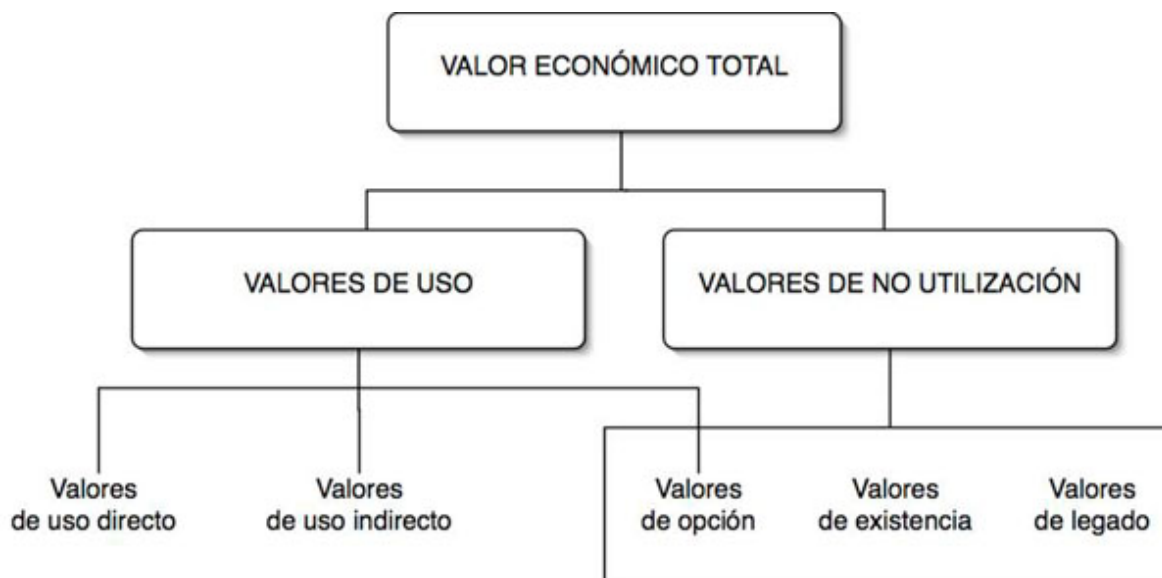 VALOR ECONÓMICO TOTAL
VALORES DE USO
VALORES DE NO UTILIZACIÓN
Valores
de uso directo
Valores
de uso indirecto
Valores
de opción
Valores
de existencia
Valores
de legado